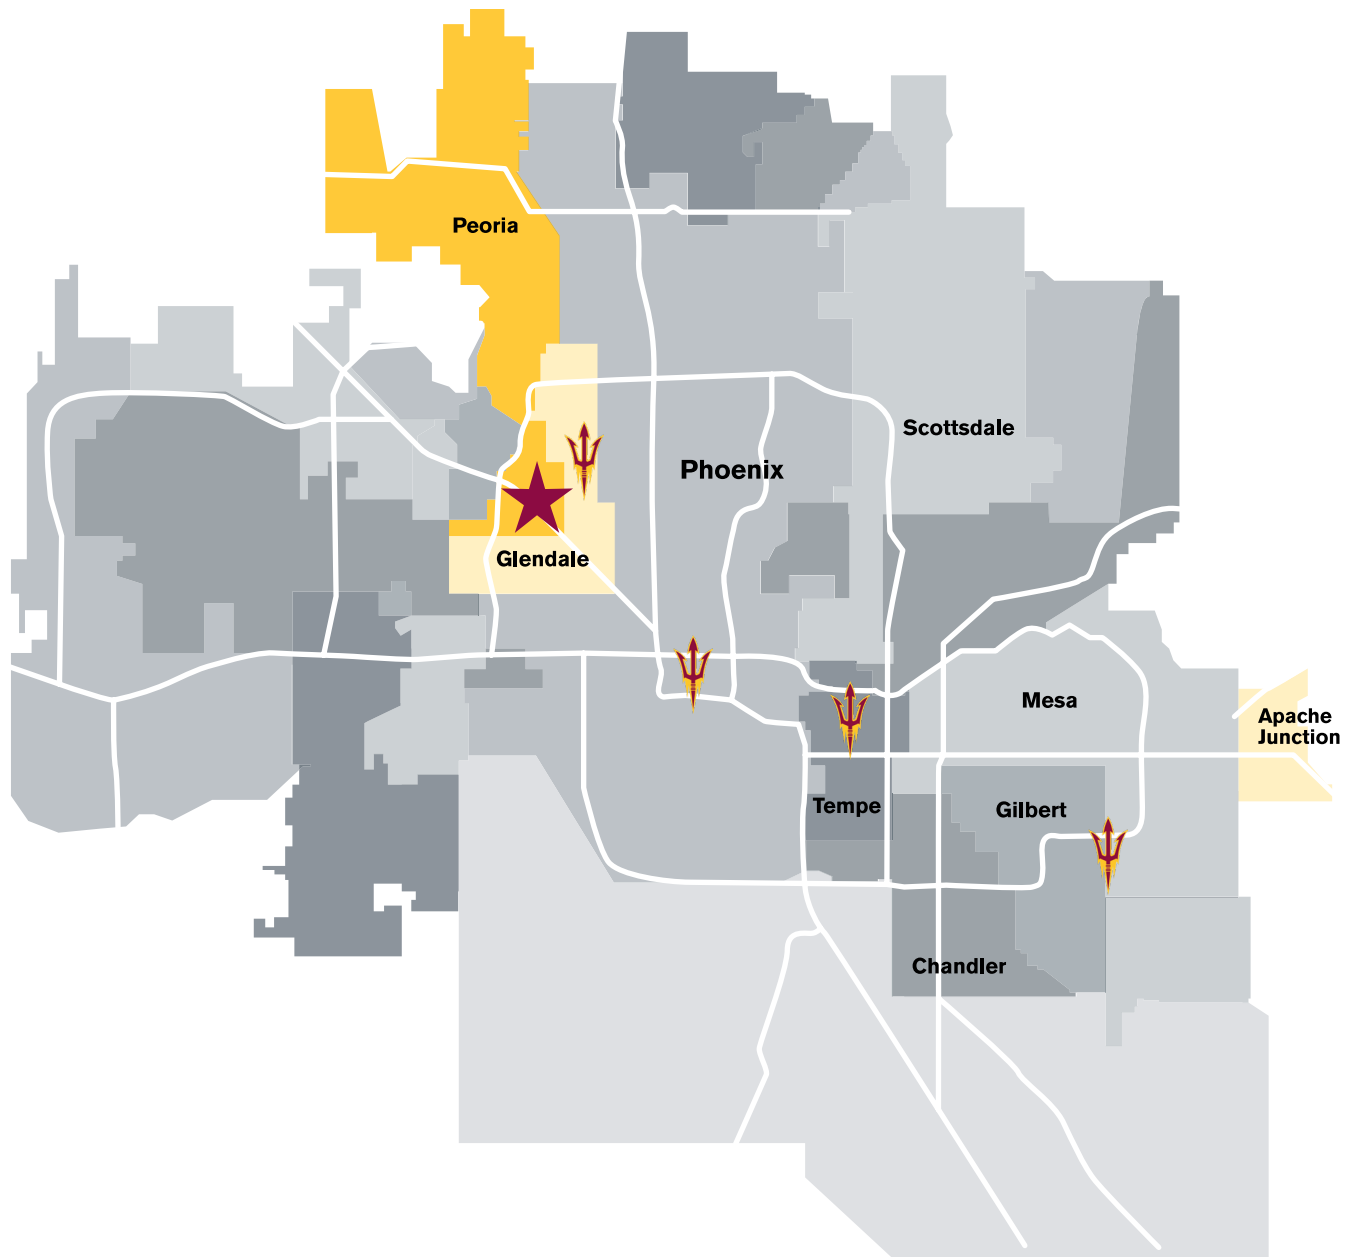 Peoria
Scottsdale
Phoenix
Glendale
Mesa
Apache
Junction
Tempe
Gilbert
Chandler